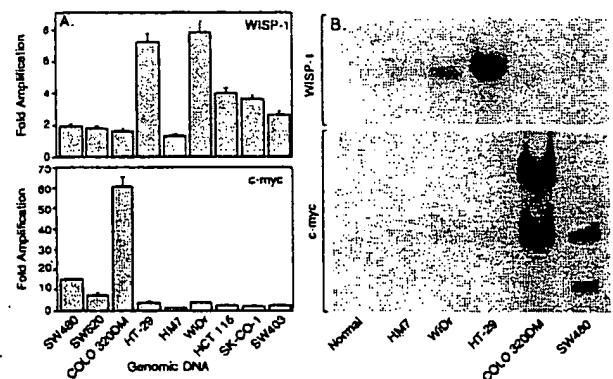 A.
WISP-1
Fold Amplification
6
4
2
0
c-myc
Fold Amplification
75
60
50
40
30
20
10
0
SW480
SW620
COLO 320DM
HT-29
HM7
WiDr
HCT 116
SK-CO-1
SW403
Genomic DNA
B.
WISP-1
c-myc
Normal
HM7
WiDr
HT-29
COLO 320DM
SW480